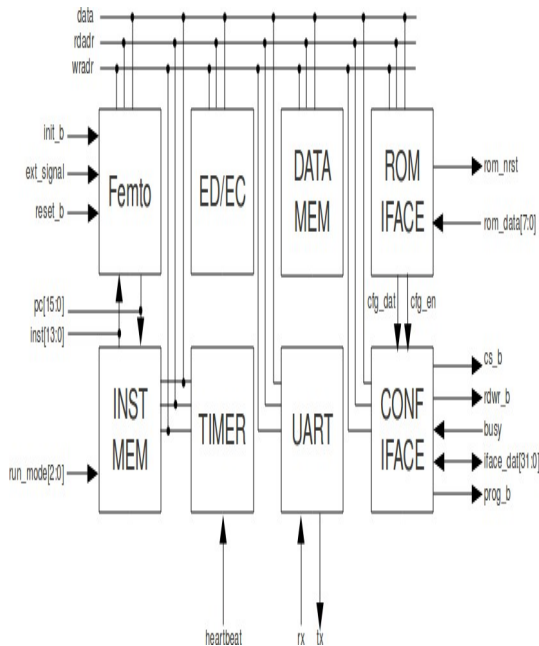 data
rdadr
wradr
init_b
ext_signal
reset_b
Femto
ED/EC
DATA
MEM
ROM
IFACE
rom_nrst
rom_data[7:0]
pc[15:0]
inst[13:0]
cfg_dat
cfg_en
run_mode[2:0]
INST
MEM
TIMER
UART
CONF
IFACE
cs_b
rdwr_b
busy
iface_dat[31:0]
prog_b
heartbeat
rx
tx